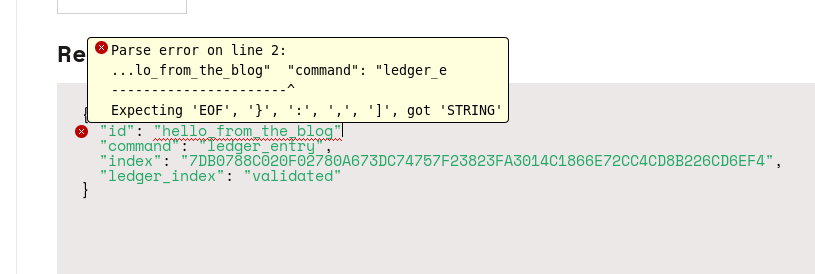 Re
Parse error on line 2:
...lo_from_the_blog"  "command": "ledger_e
----------------------^
Expecting 'EOF', '}', ':', ',', ']', got 'STRING'
{
"id": "hello_from_the_blog"
"command": "ledger_entry",
"index": "7DB0788C020F02780A673DC74757F23823FA3014C1866E72CC4CD8B226CD6EF4",
"ledger_index": "validated"
}